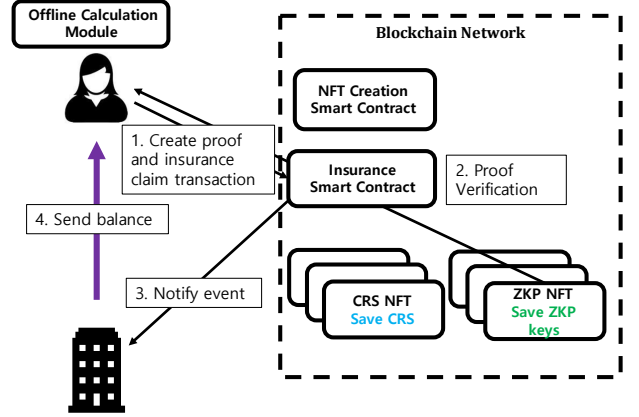 Offline Calculation
Module
Blockchain Network
NFT Creation
Smart Contract
1. Create proof
and insurance
claim transaction
Insurance
Smart Contract
2. Proof
Verification
4. Send balance
3. Notify event
CRS NFT
Save CRS
ZKP NFT
Save ZKP
keys